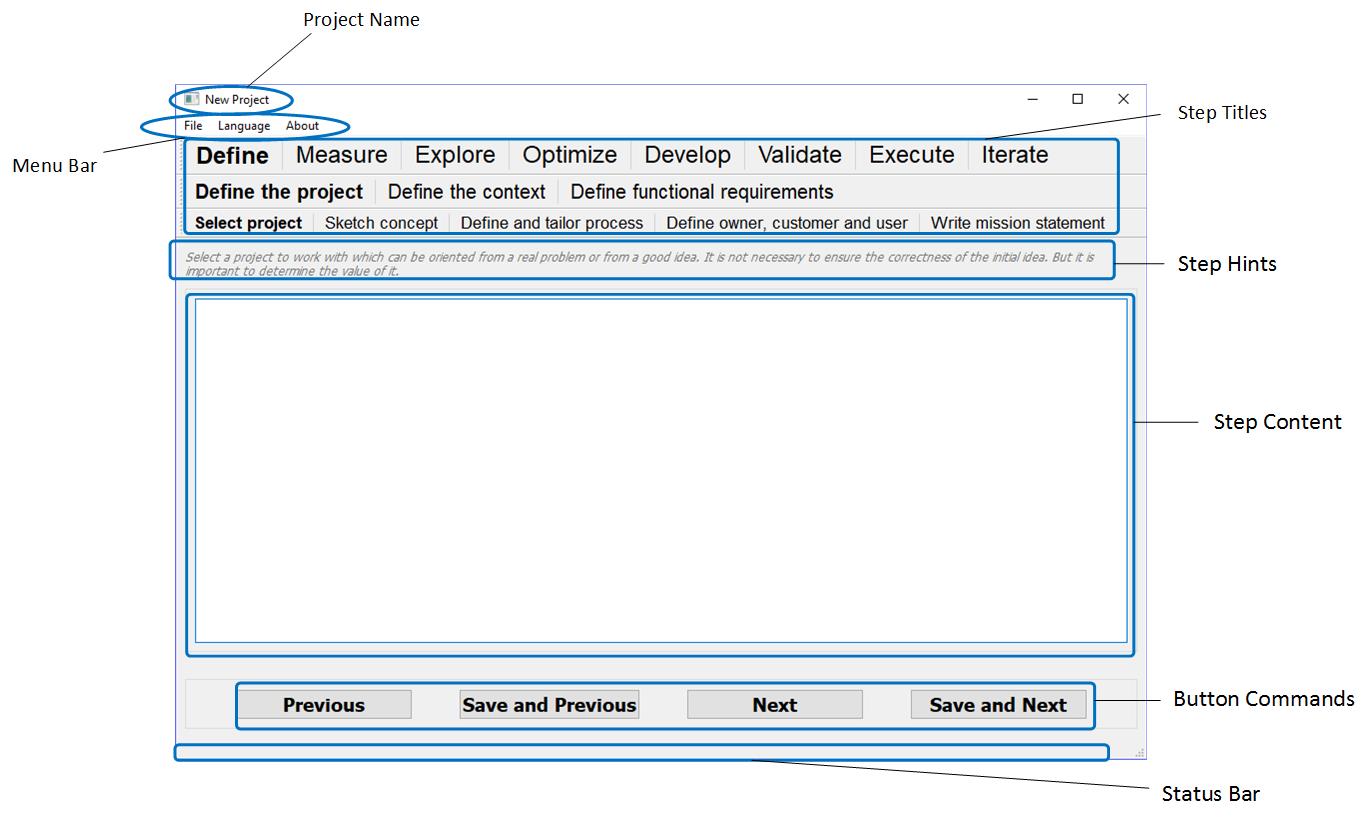 Project Name
New Project
Step Titles
File Language About
Menu Bar
Define Measure Explore Optimize Develop Validate Execute Iterate
Define the project Define the context Define functional requirements
Select project Sketch concept Define and tailor process Define owner, customer and user Write mission statement
Select a project to work with which can be oriented from a real problem or from a good idea. It is not necessary to ensure the correctness of the initial idea. But it is
important to determine the value of it.
Step Hints
Step Content
Previous Save and Previous Next Save and Next
Button Commands
Status Bar